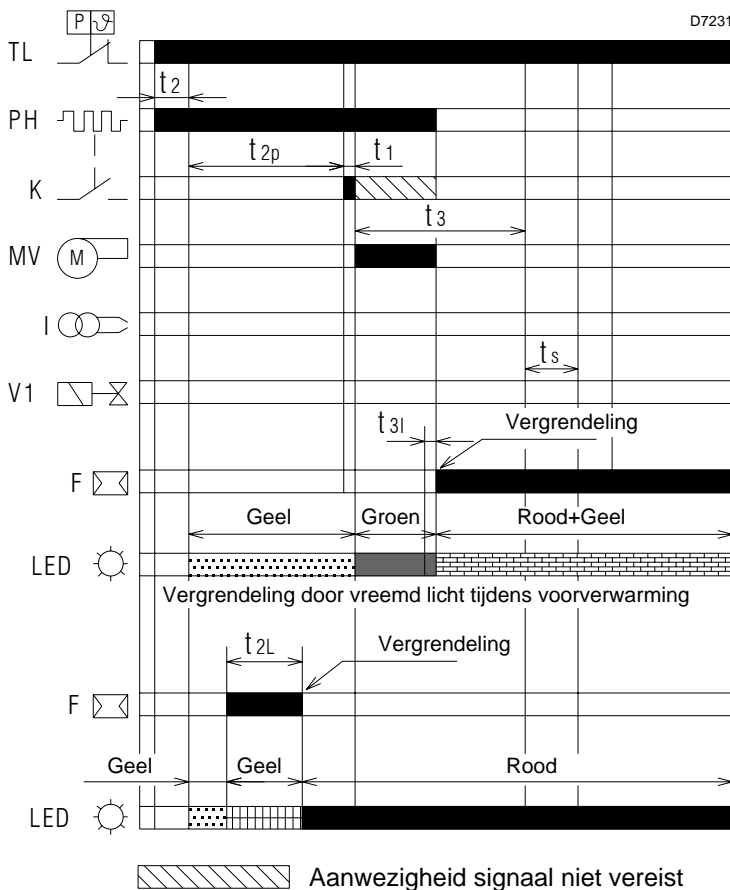 D7231
P ϑ
TL
t2
PH
t2p t1
K
t3
MV M
I
ts
V1
t3l Vergrendeling
F
Geel Groen Rood+Geel
LED
Vergrendeling door vreemd licht tijdens voorverwarming
t2L Vergrendeling
F
Geel Geel Rood
LED
Aanwezigheid signaal niet vereist